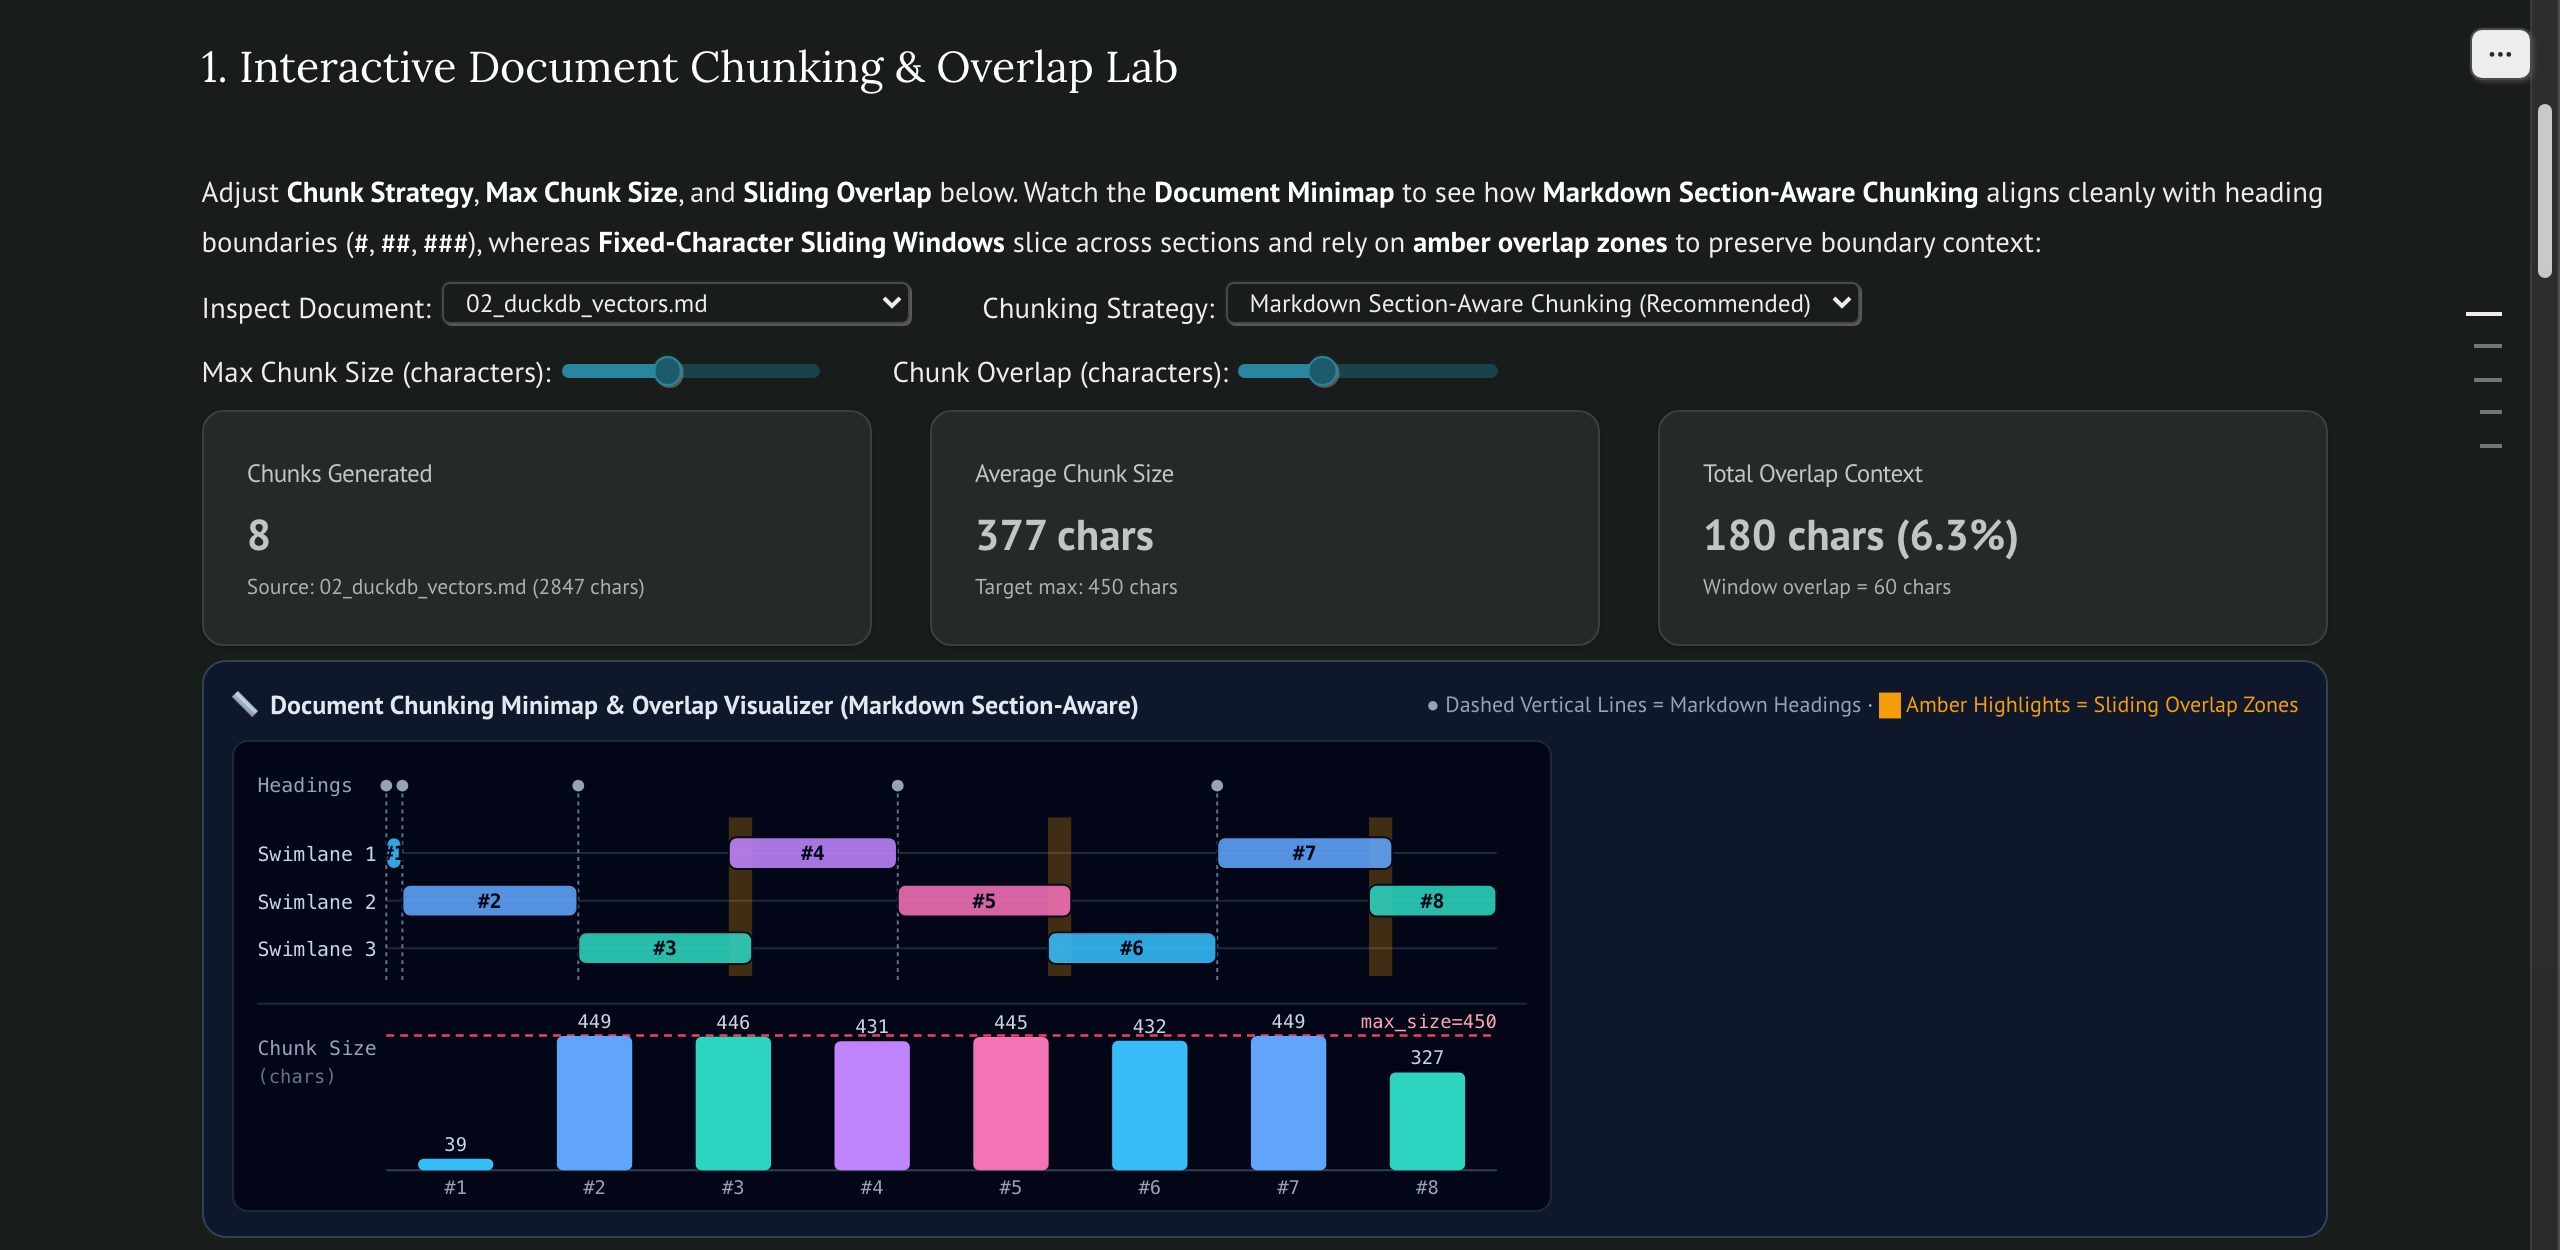 1. Interactive Document Chunking & Overlap Lab
Adjust Chunk Strategy, Max Chunk Size, and Sliding Overlap below. Watch the Document Minimap to see how Markdown Section-Aware Chunking aligns cleanly with heading
boundaries (#, ##, ###), whereas Fixed-Character Sliding Windows slice across sections and rely on amber overlap zones to preserve boundary context:
Inspect Document: 02_duckdb_vectors.md Chunking Strategy: Markdown Section-Aware Chunking (Recommended)
Max Chunk Size (characters): Chunk Overlap (characters):
Chunks Generated
8
Source: 02_duckdb_vectors.md (2847 chars)
Average Chunk Size
377 chars
Target max: 450 chars
Total Overlap Context
180 chars (6.3%)
Window overlap = 60 chars
Document Chunking Minimap & Overlap Visualizer (Markdown Section-Aware)
Dashed Vertical Lines = Markdown Headings · Amber Highlights = Sliding Overlap Zones
Headings
Swimlane 1 #1 #4 #7
Swimlane 2 #2 #5 #8
Swimlane 3 #3 #6
Chunk Size
(chars)
39 449 446 431 445 432 449 327
max_size=450
#1 #2 #3 #4 #5 #6 #7 #8